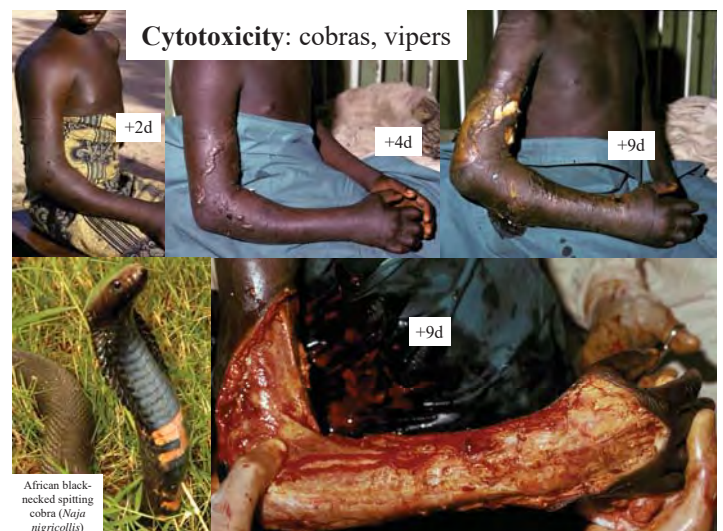 Cytotoxicity: cobras, vipers
+2d
+4d
+9d
+9d
African black-
necked spitting
cobra (Naja
nigricollis)